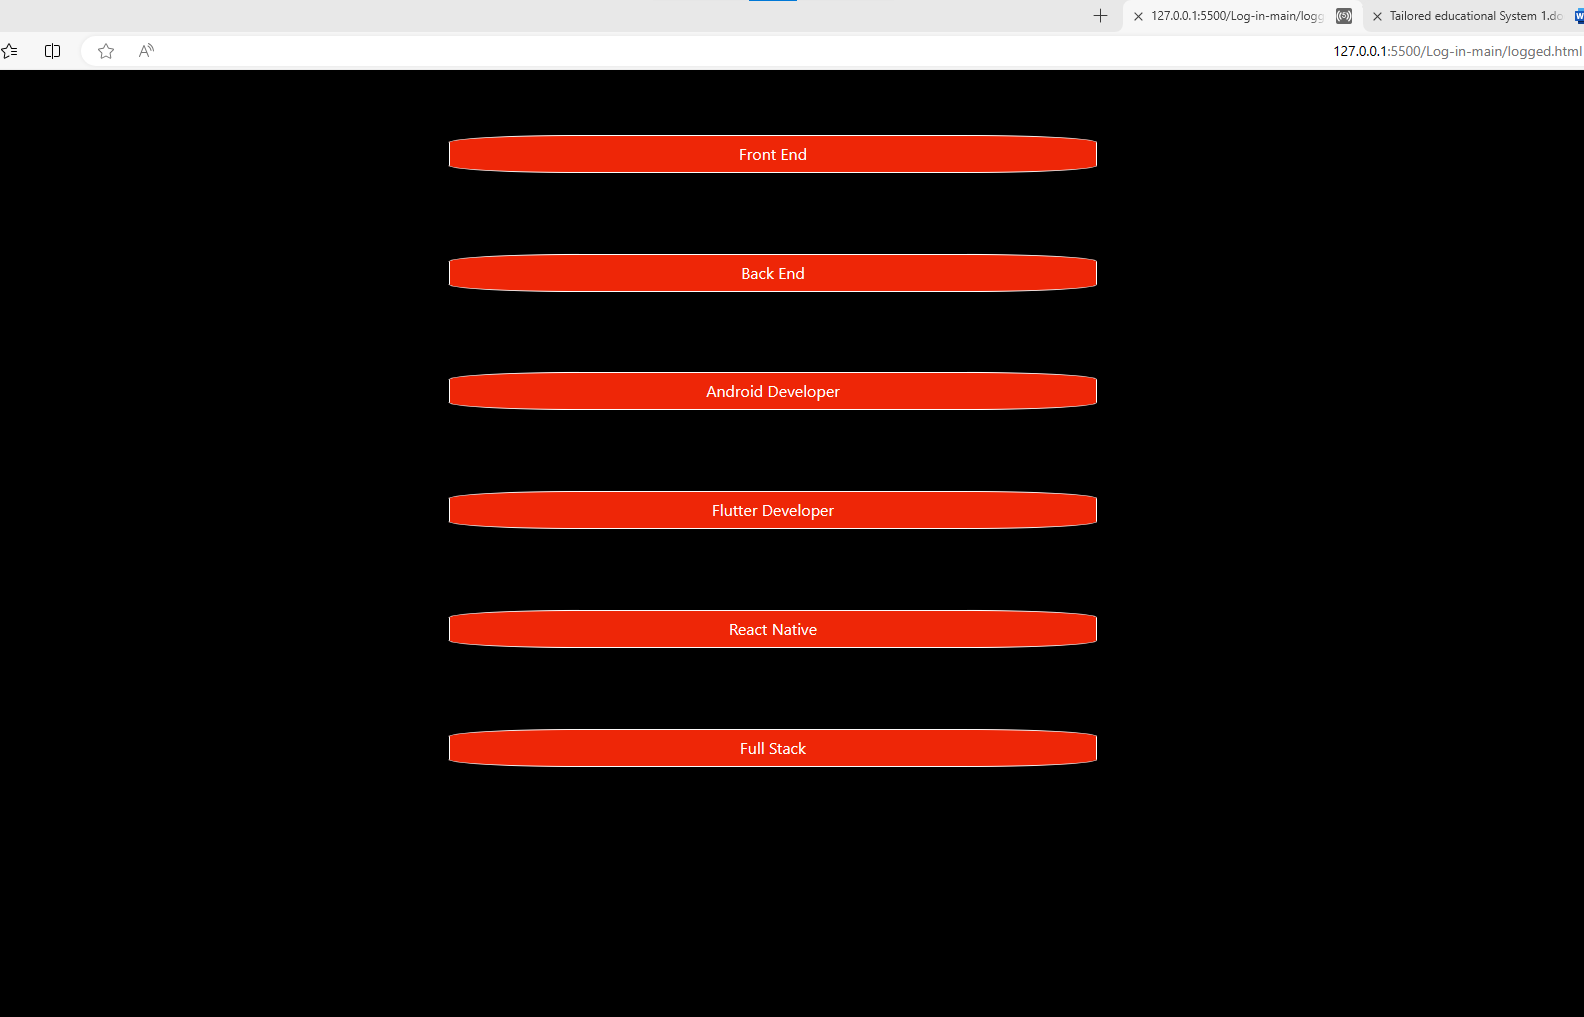 127.0.0.1:5500/Log-in-main/logg
Tailored educational System 1.do
127.0.0.1:5500/Log-in-main/logged.html
Front End
Back End
Android Developer
Flutter Developer
React Native
Full Stack